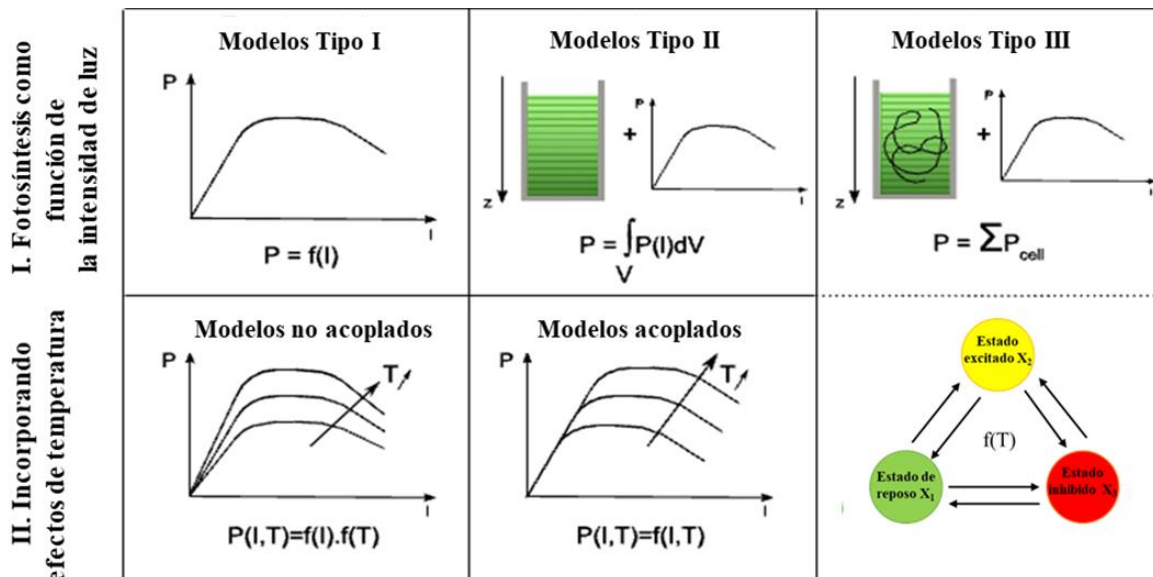 I. Fotosíntesis como
función de
la intensidad de luz
Modelos Tipo I
P
I
P = f(I)
Modelos Tipo II
z
+
P
I
P = ∫P(I)dV
V
Modelos Tipo III
z
+
P
I
P = ΣPcell
II. Incorporando
efectos de temperatura
Modelos no acoplados
P
T
I
P(I,T)=f(I).f(T)
Modelos acoplados
P
T
I
P(I,T)=f(I,T)
Estado
excitado X2
f(T)
Estado de
reposo X1
Estado
inhibido X3